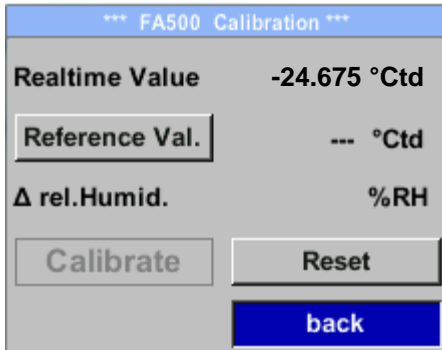 *** FA500 Calibration ***
Realtime Value -24.675 °Ctd
Reference Val. --- °Ctd
Δ rel.Humid. %RH
Calibrate Reset
back